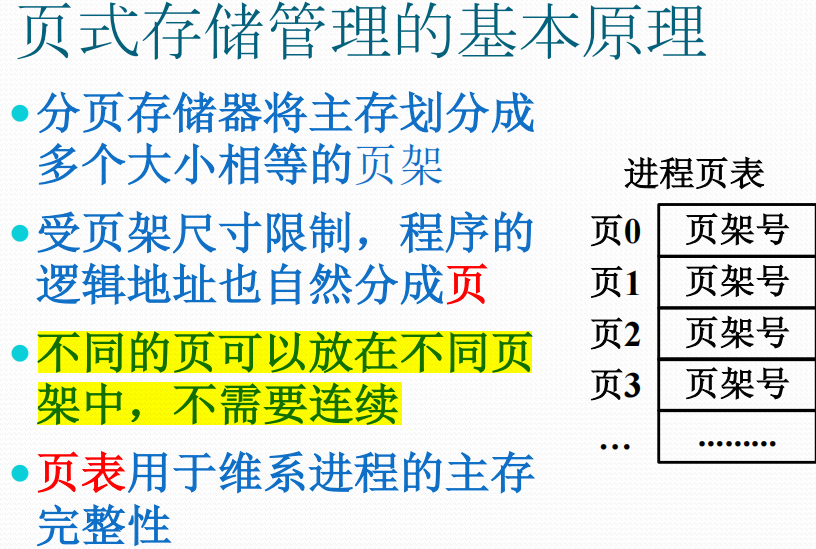 页式存储管理的基本原理
•分页存储器将主存划分成
多个大小相等的页架
•受页架尺寸限制，程序的
逻辑地址也自然分成页
•不同的页可以放在不同页
架中，不需要连续
•页表用于维系进程的主存
完整性
进程页表
页0 页架号
页1 页架号
页2 页架号
页3 页架号
… ·········